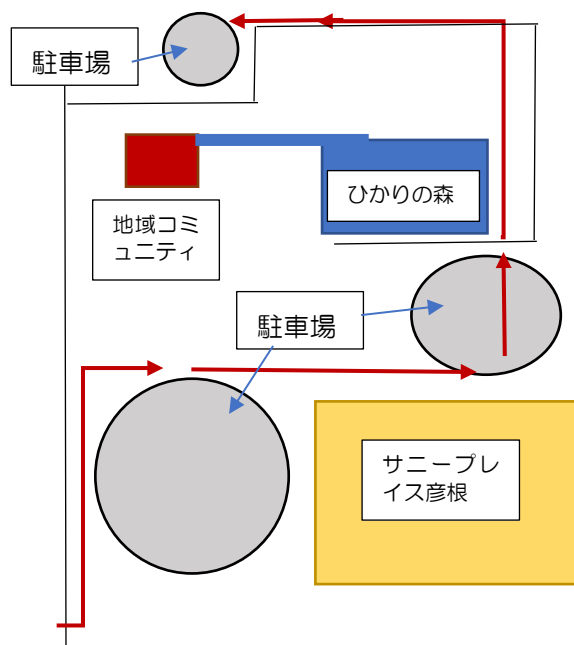 駐車場
ひかりの森
地域コミ
ュニティ
駐車場
サニープレ
イス彦根